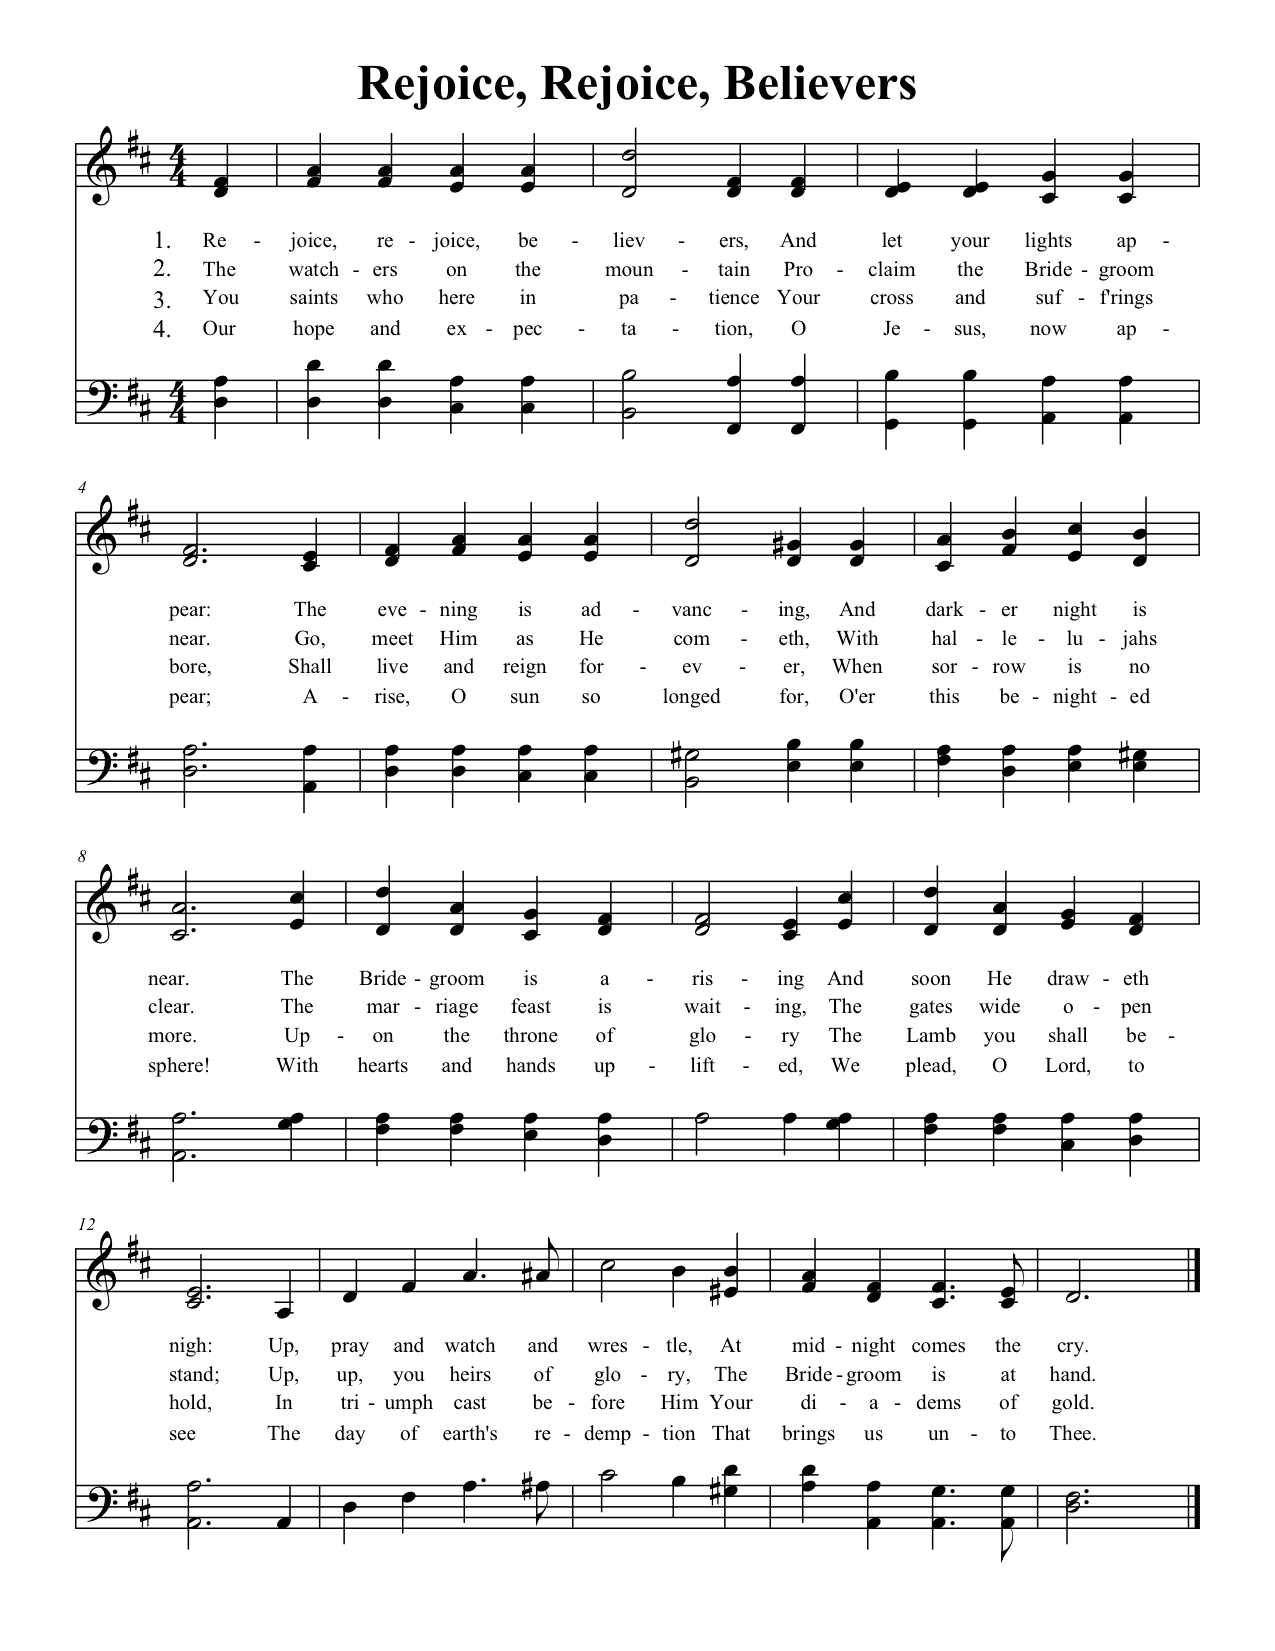 Rejoice, Rejoice, Believers
4
4
1. Re - joice, re - joice, be - liev - ers, And let your lights ap -
2. The watch - ers on the moun - tain Pro - claim the Bride - groom
3. You saints who here in pa - tience Your cross and suf - f'rings
4. Our hope and ex - pec - ta - tion, O Je - sus, now ap -
4
4
4
pear: The eve - ning is ad - vanc - ing, And dark - er night is
near. Go, meet Him as He com - eth, With hal - le - lu - jahs
bore, Shall live and reign for - ev - er, When sor - row is no
pear; A - rise, O sun so longed for, O'er this be - night - ed
8
near. The Bride - groom is a - ris - ing And soon He draw - eth
clear. The mar - riage feast is wait - ing, The gates wide o - pen
more. Up - on the throne of glo - ry The Lamb you shall be -
sphere! With hearts and hands up - lift - ed, We plead, O Lord, to
12
nigh: Up, pray and watch and wres - tle, At mid - night comes the cry.
stand; Up, up, you heirs of glo - ry, The Bride - groom is at hand.
hold, In tri - umph cast be - fore Him Your di - a - dems of gold.
see The day of earth's re - demp - tion That brings us un - to Thee.